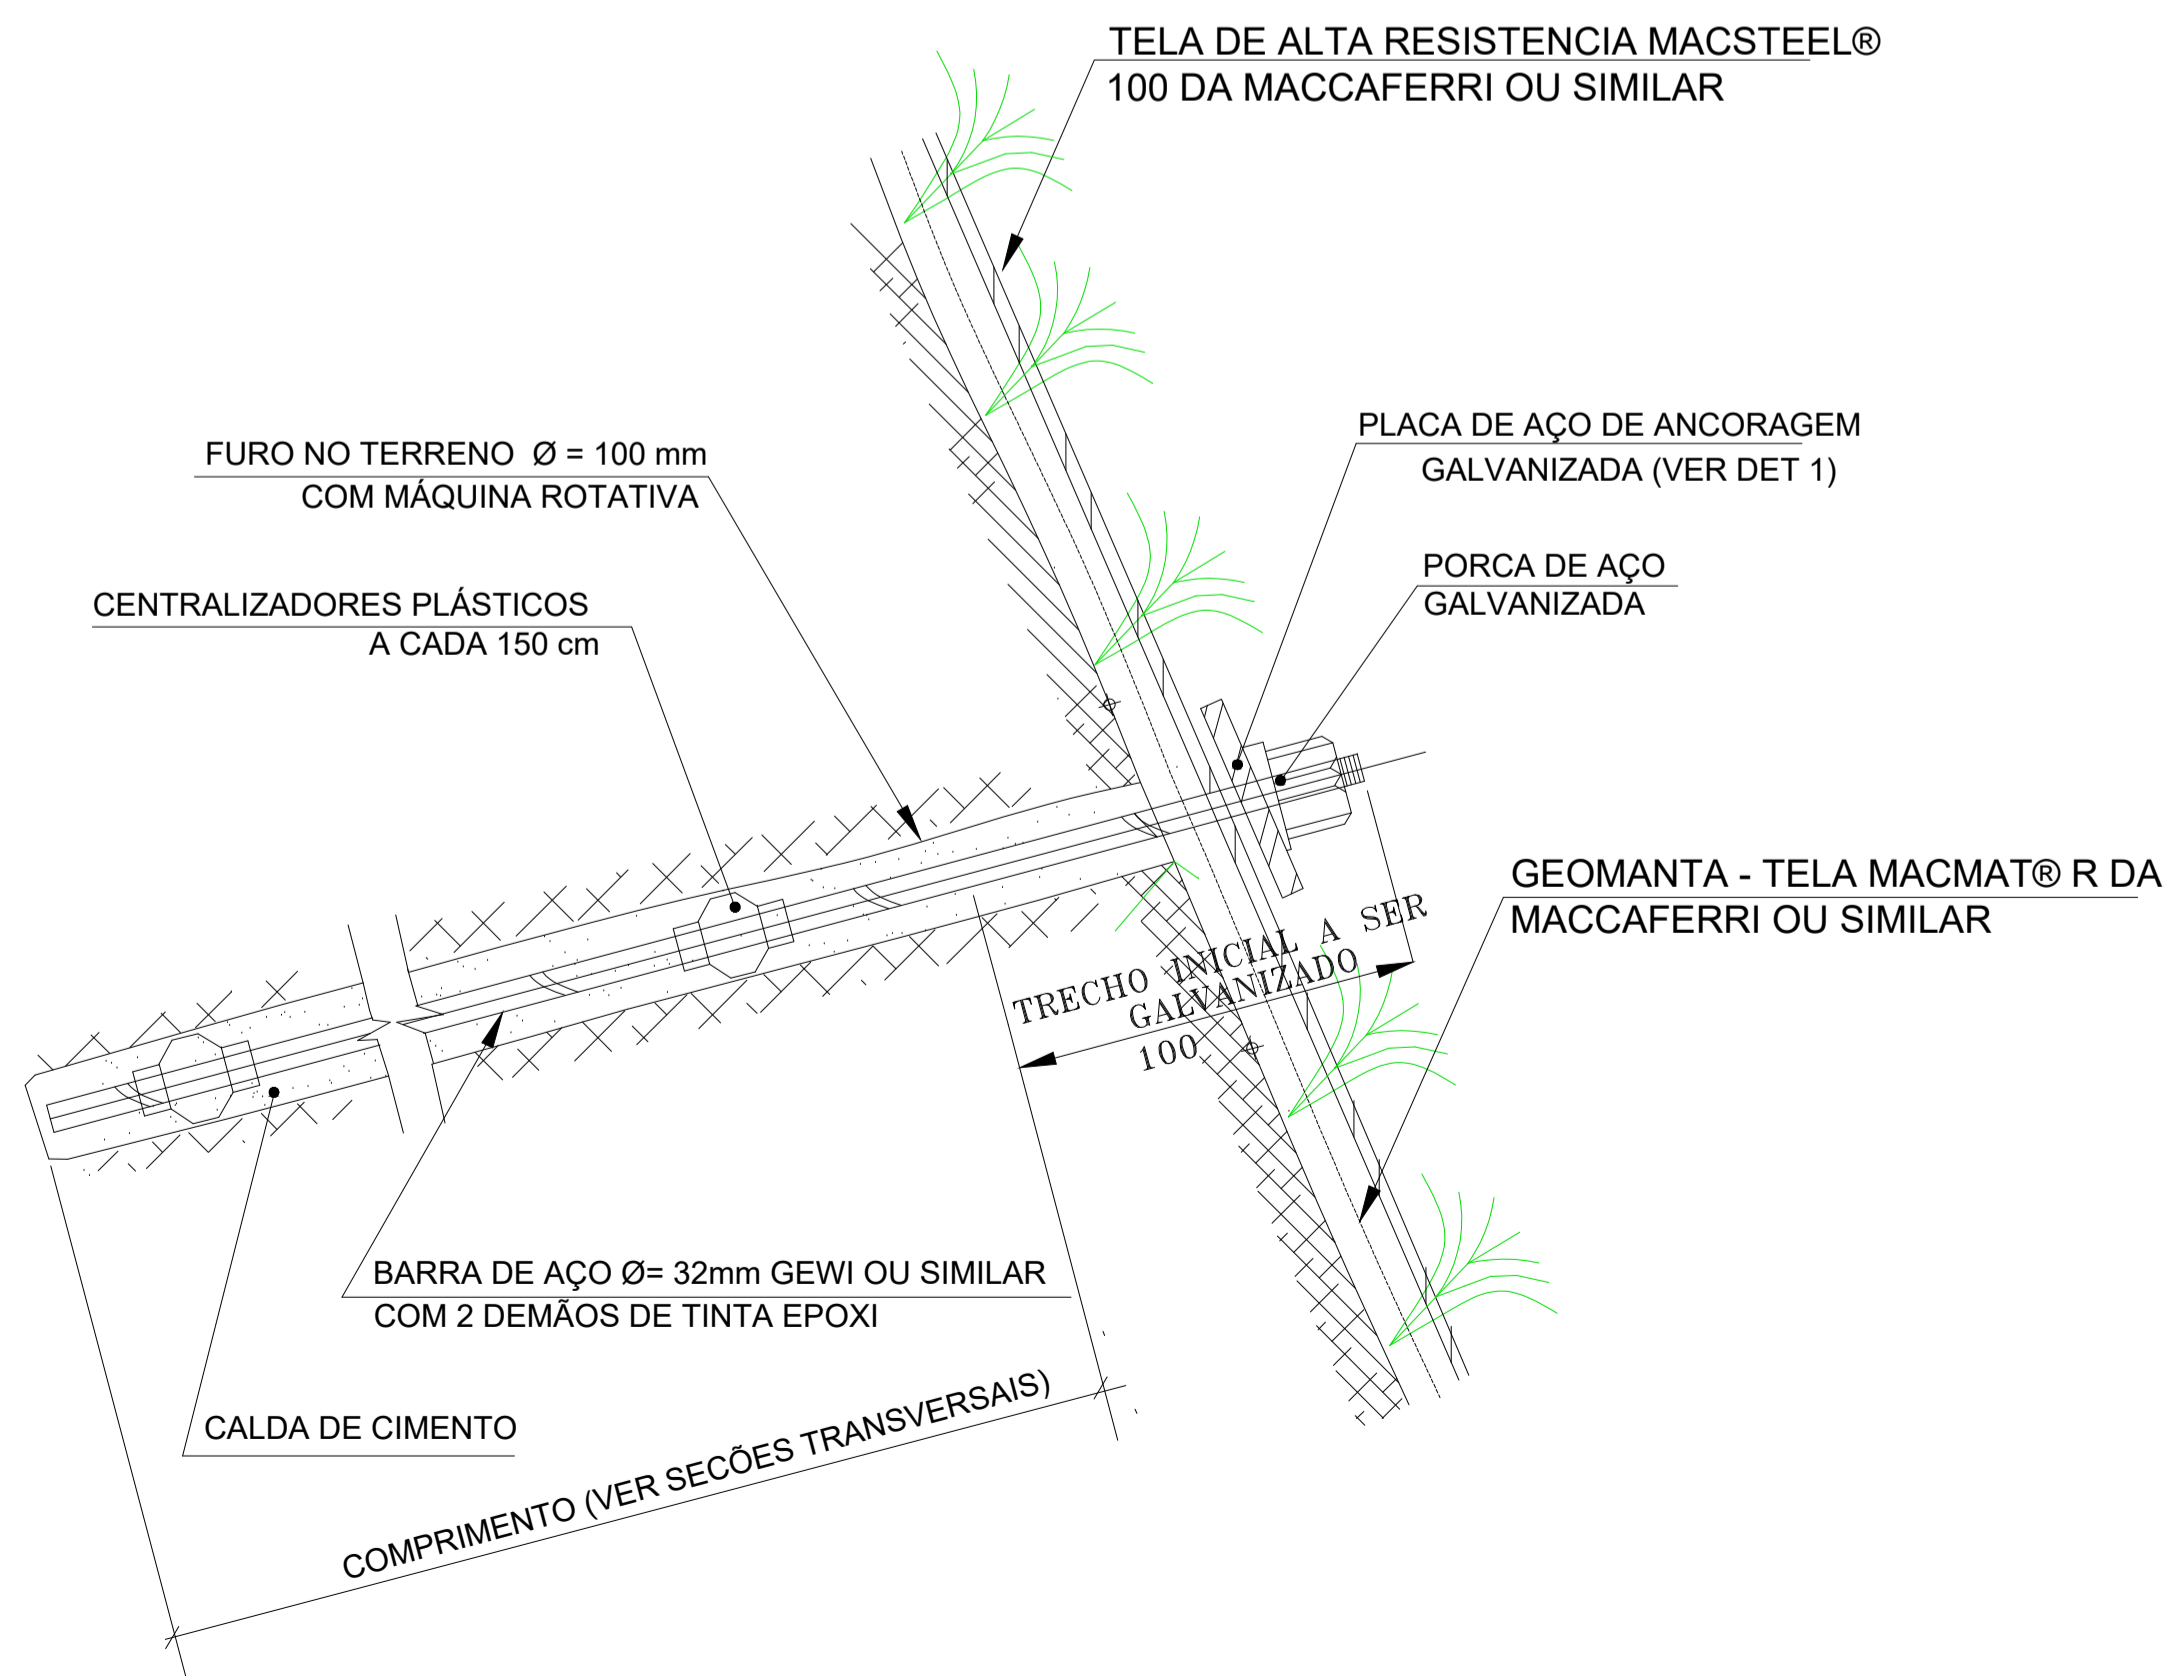 TELA DE ALTA RESISTENCIA MACSTEEL®
100 DA MACCAFERRI OU SIMILAR
FURO NO TERRENO Ø = 100 mm
COM MÁQUINA ROTATIVA
PLACA DE AÇO DE ANCORAGEM
GALVANIZADA (VER DET 1)
CENTRALIZADORES PLÁSTICOS
A CADA 150 cm
PORCA DE AÇO
GALVANIZADA
GEOMANTA - TELA MACMAT® R DA
MACCAFERRI OU SIMILAR
TRECHO INICIAL A SER
GALVANIZADO
100
BARRA DE AÇO Ø= 32mm GEWI OU SIMILAR
COM 2 DEMÃOS DE TINTA EPOXI
CALDA DE CIMENTO
COMPRIMENTO (VER SECÕES TRANSVERSAIS)